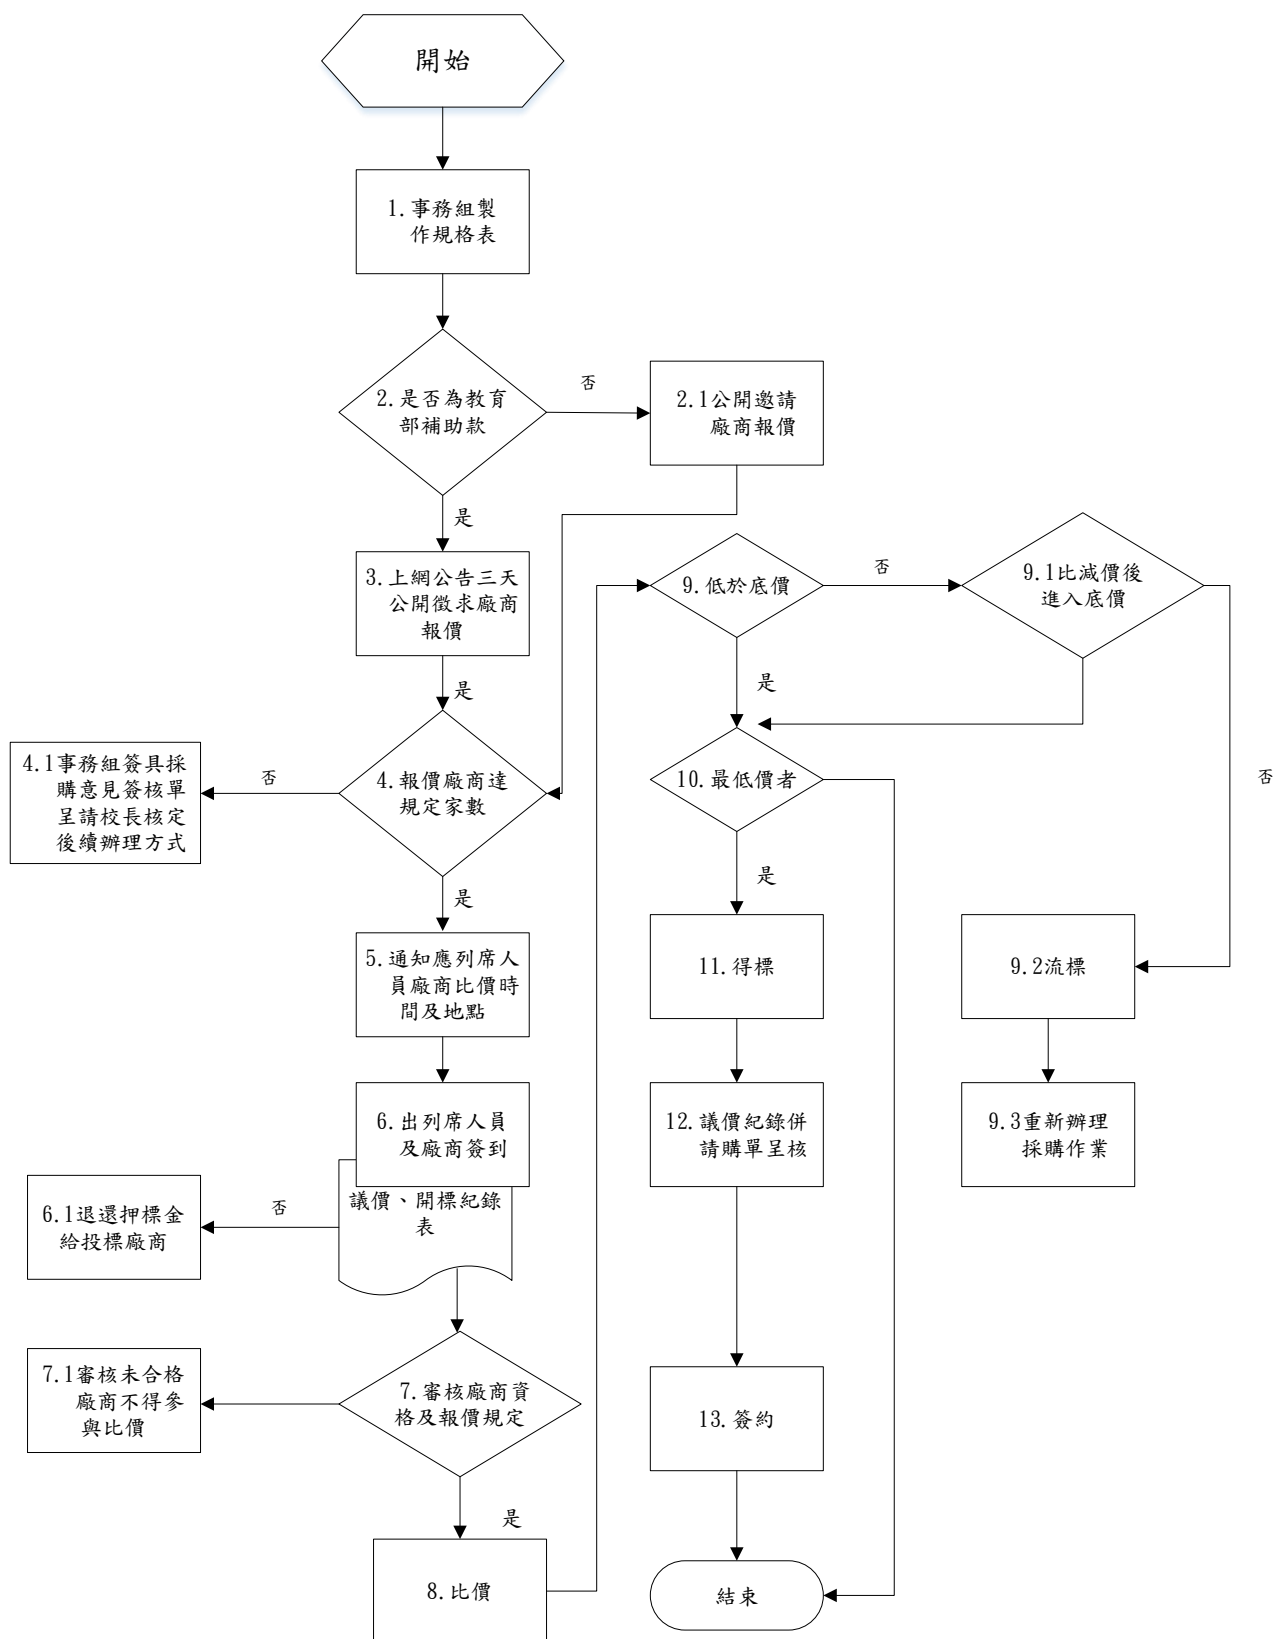 開始
1.事務組製
作規格表
2.是否為教育
部補助款
否
2.1公開邀請
廠商報價
是
3.上網公告三天
公開徵求廠商
報價
是
4.報價廠商達
規定家數
否
4.1事務組簽具採
購意見簽核單
呈請校長核定
後續辦理方式
是
5.通知應列席人
員廠商比價時
間及地點
6.出列席人員
及廠商簽到
議價、開標紀錄
表
否
6.1退還押標金
給投標廠商
7.審核廠商資
格及報價規定
7.1審核未合格
廠商不得參
與比價
是
8.比價
9.低於底價
否
9.1比減價後
進入底價
是
否
10.最低價者
是
11.得標
9.2流標
12.議價紀錄併
請購單呈核
9.3重新辦理
採購作業
13.簽約
結束